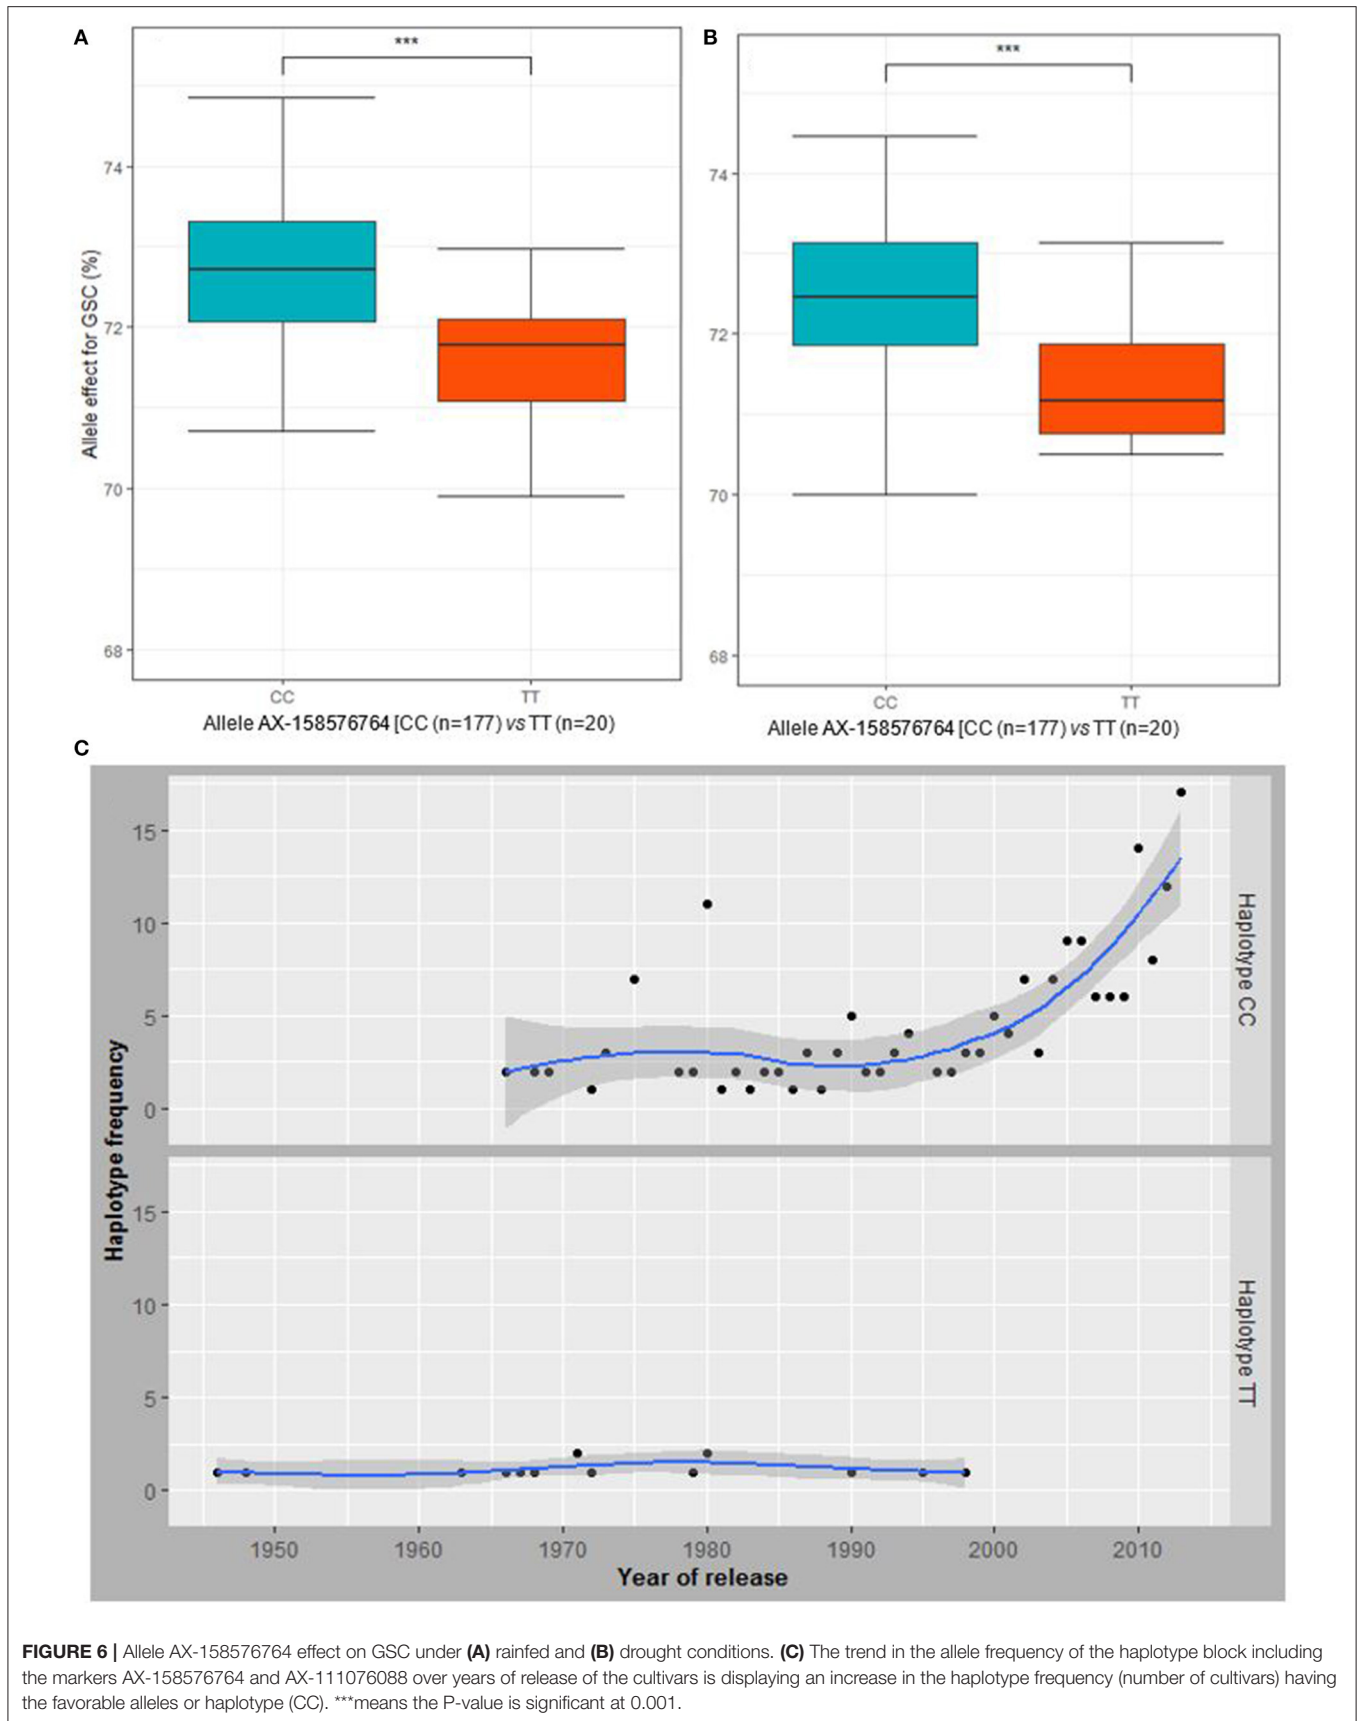 A
***
74
72
70
68
Allele effect for GSC (%)
CC
TT
Allele AX-158576764 [CC (n=177) vs TT (n=20)
B
***
74
72
70
68
CC
TT
Allele AX-158576764 [CC (n=177) vs TT (n=20)
C
Haplotype frequency
15
10
5
0
Haplotype CC
15
10
5
0
Haplotype TT
1950
1960
1970
1980
1990
2000
2010
Year of release
FIGURE 6 | Allele AX-158576764 effect on GSC under (A) rainfed and (B) drought conditions. (C) The trend in the allele frequency of the haplotype block including
the markers AX-158576764 and AX-111076088 over years of release of the cultivars is displaying an increase in the haplotype frequency (number of cultivars) having
the favorable alleles or haplotype (CC). ***means the P-value is significant at 0.001.